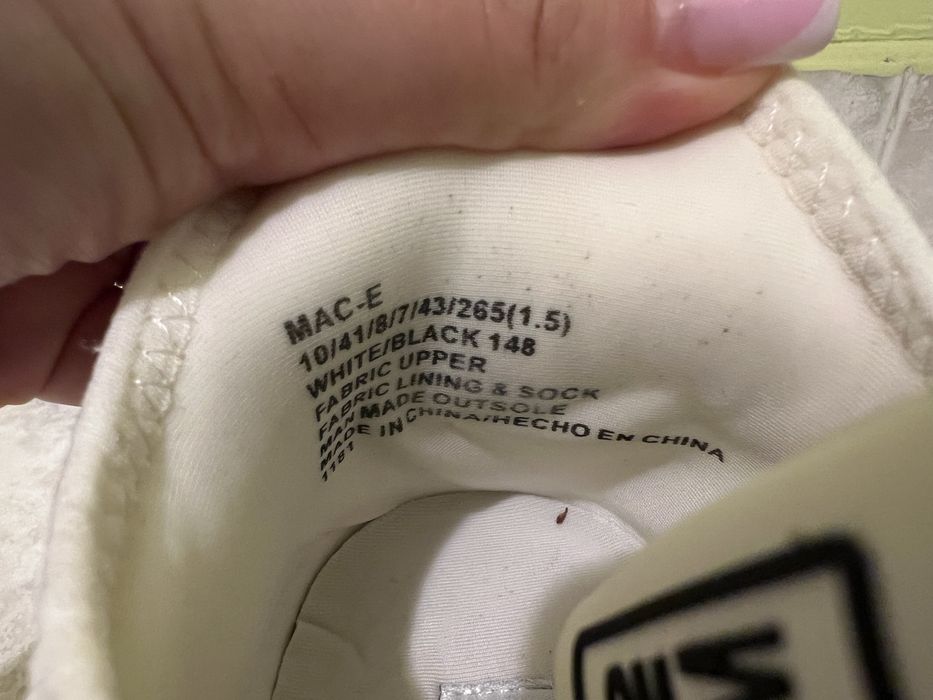 MAC-E
10/41/8/7/43/265(1.5)
WHITE/BLACK 148
FABRIC UPPER
FABRIC LINING & SOCK
MAN MADE OUTSOLE
MADE IN CHINA/HECHO EN CHINA
1181